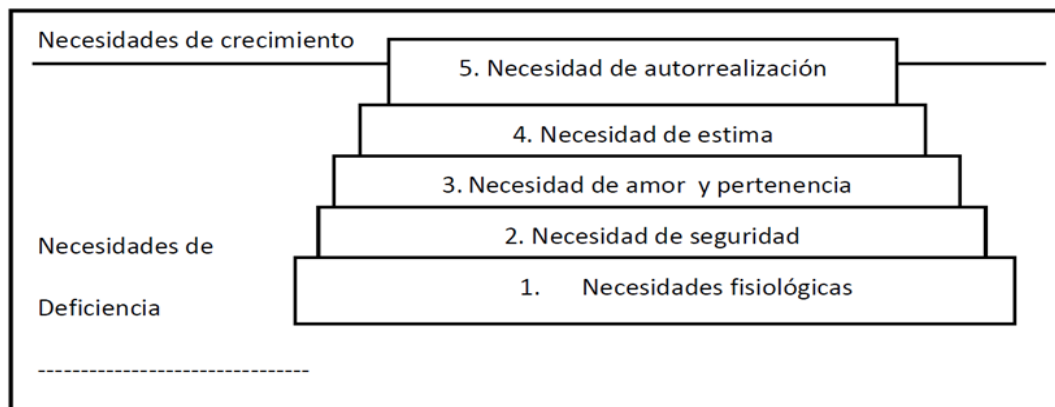 Necesidades de crecimiento
5. Necesidad de autorrealización
4. Necesidad de estima
3. Necesidad de amor y pertenencia
2. Necesidad de seguridad
1. Necesidades fisiológicas
Necesidades de
Deficiencia
--------------------------------